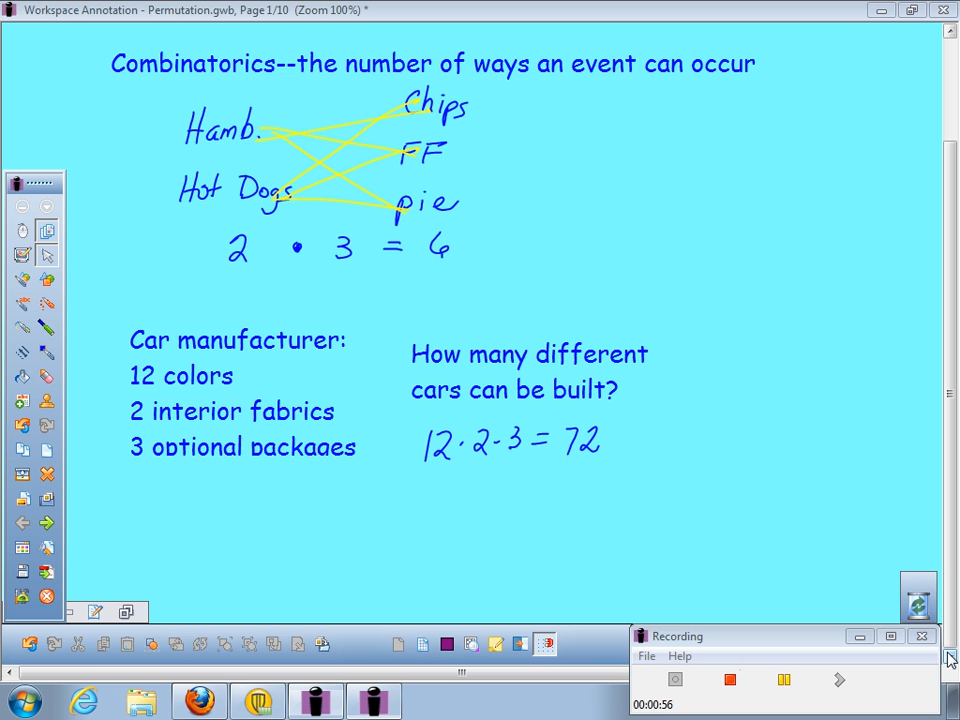 Workspace Annotation - Permutation.gwb, Page 1/10 (Zoom 100%) *
Combinatorics--the number of ways an event can occur
Hamb. Chips
FF
Hot Dogs pie
2 • 3 = 6
Car manufacturer:
12 colors
2 interior fabrics
3 optional packages
How many different
cars can be built?
12 · 2 · 3 = 72
Recording
File Help
00:00:56